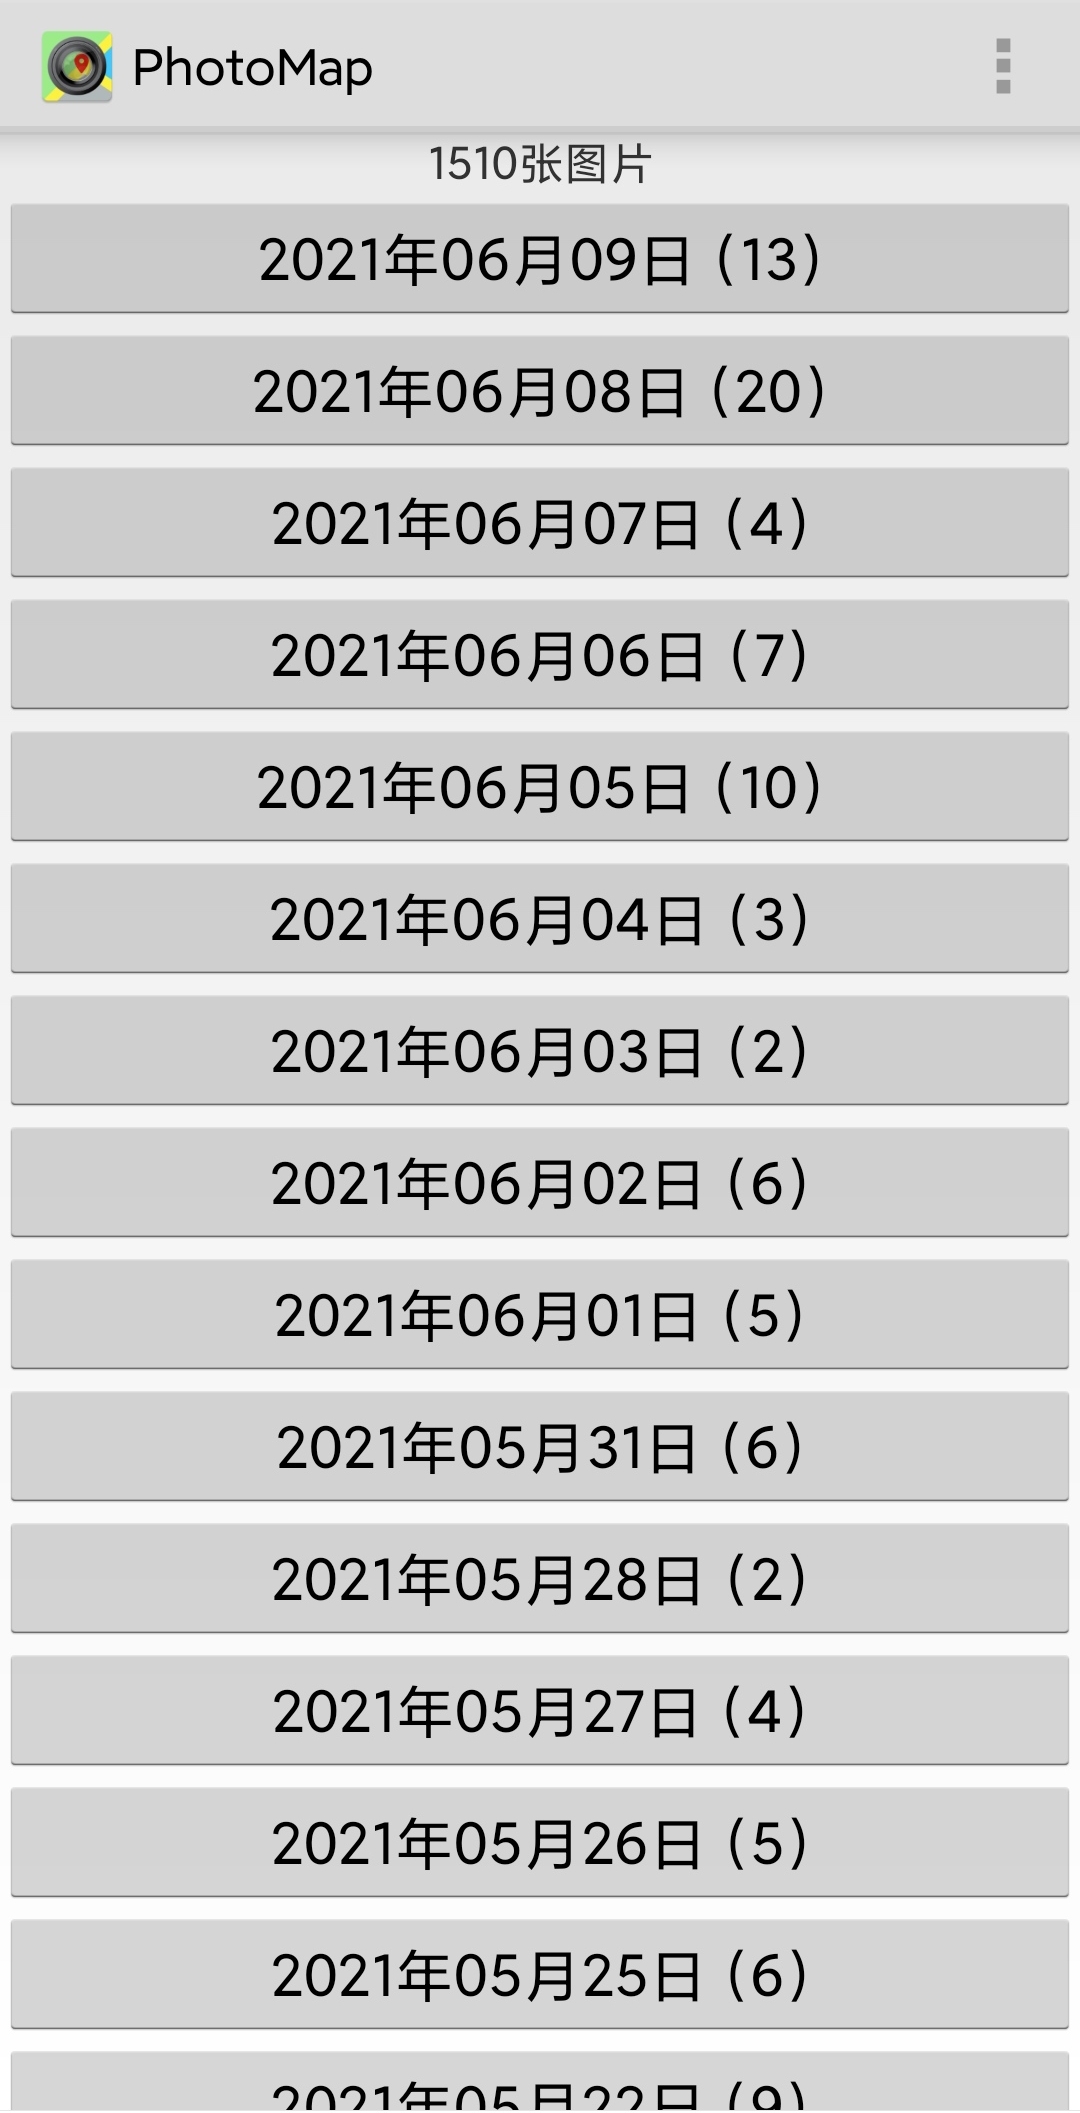 PhotoMap
1510张图片
2021年06月09日 (13)
2021年06月08日 (20)
2021年06月07日 (4)
2021年06月06日 (7)
2021年06月05日 (10)
2021年06月04日 (3)
2021年06月03日 (2)
2021年06月02日 (6)
2021年06月01日 (5)
2021年05月31日 (6)
2021年05月28日 (2)
2021年05月27日 (4)
2021年05月26日 (5)
2021年05月25日 (6)
2021年05月22日 (9)